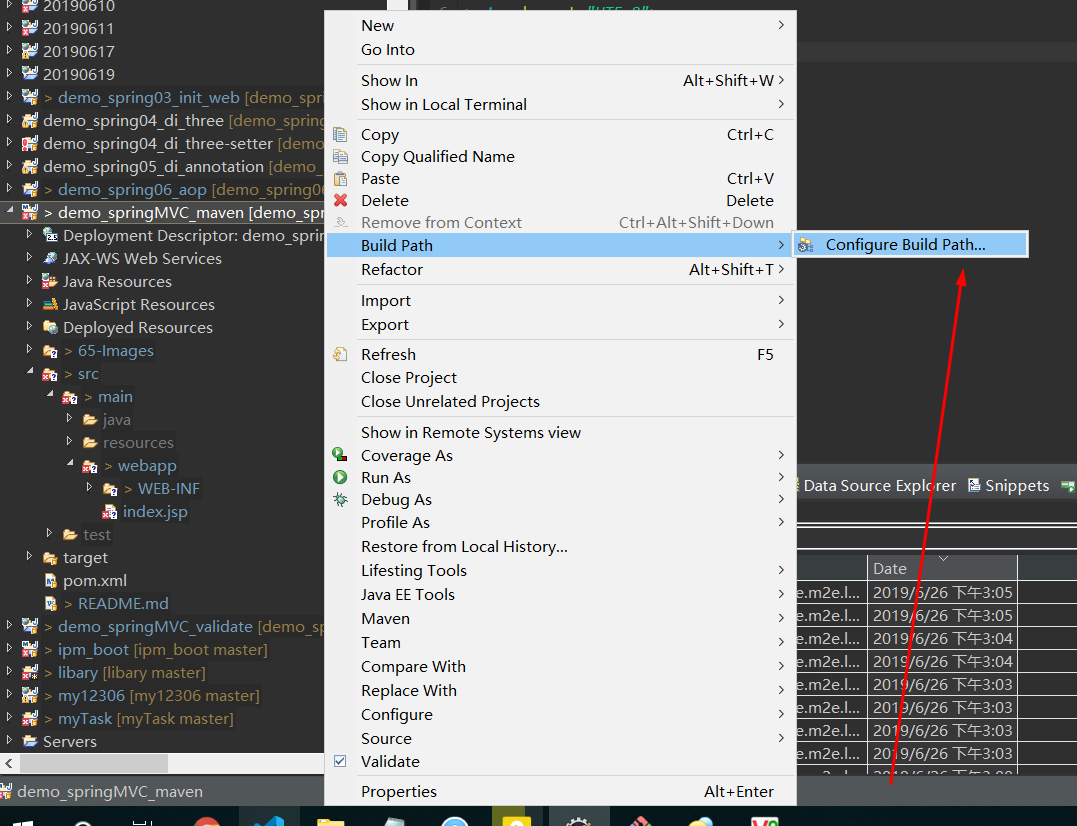 20190610
20190611
20190617
20190619
> demo_spring03_init_web [demo_spri
demo_spring04_di_three [demo_spring
demo_spring04_di_three-setter [demo
demo_spring05_di_annotation [demo_
> demo_spring06_aop [demo_spring06
> demo_springMVC_maven [demo_spr
Deployment Descriptor: demo_sprin
JAX-WS Web Services
Java Resources
JavaScript Resources
Deployed Resources
> 65-Images
> src
> main
java
resources
> webapp
> WEB-INF
index.jsp
test
target
pom.xml
> README.md
> demo_springMVC_validate [demo_sp
> ipm_boot [ipm_boot master]
> libary [libary master]
> my12306 [my12306 master]
> myTask [myTask master]
Servers
demo_springMVC_maven
New
Go Into
Show In Alt+Shift+W
Show in Local Terminal
Copy Ctrl+C
Copy Qualified Name
Paste Ctrl+V
Delete Delete
Remove from Context Ctrl+Alt+Shift+Down
Build Path
Refactor Alt+Shift+T
Import
Export
Refresh F5
Close Project
Close Unrelated Projects
Show in Remote Systems view
Coverage As
Run As
Debug As
Profile As
Restore from Local History...
Lifesting Tools
Java EE Tools
Maven
Team
Compare With
Replace With
Configure
Source
Validate
Properties Alt+Enter
Configure Build Path...
Data Source Explorer Snippets
Date
e.m2e.l... 2019/6/26 下午3:05
e.m2e.l... 2019/6/26 下午3:05
e.m2e.l... 2019/6/26 下午3:04
e.m2e.l... 2019/6/26 下午3:04
e.m2e.l... 2019/6/26 下午3:03
e.m2e.l... 2019/6/26 下午3:03
e.m2e.l... 2019/6/26 下午3:03
e.m2e.l... 2019/6/26 下午3:03